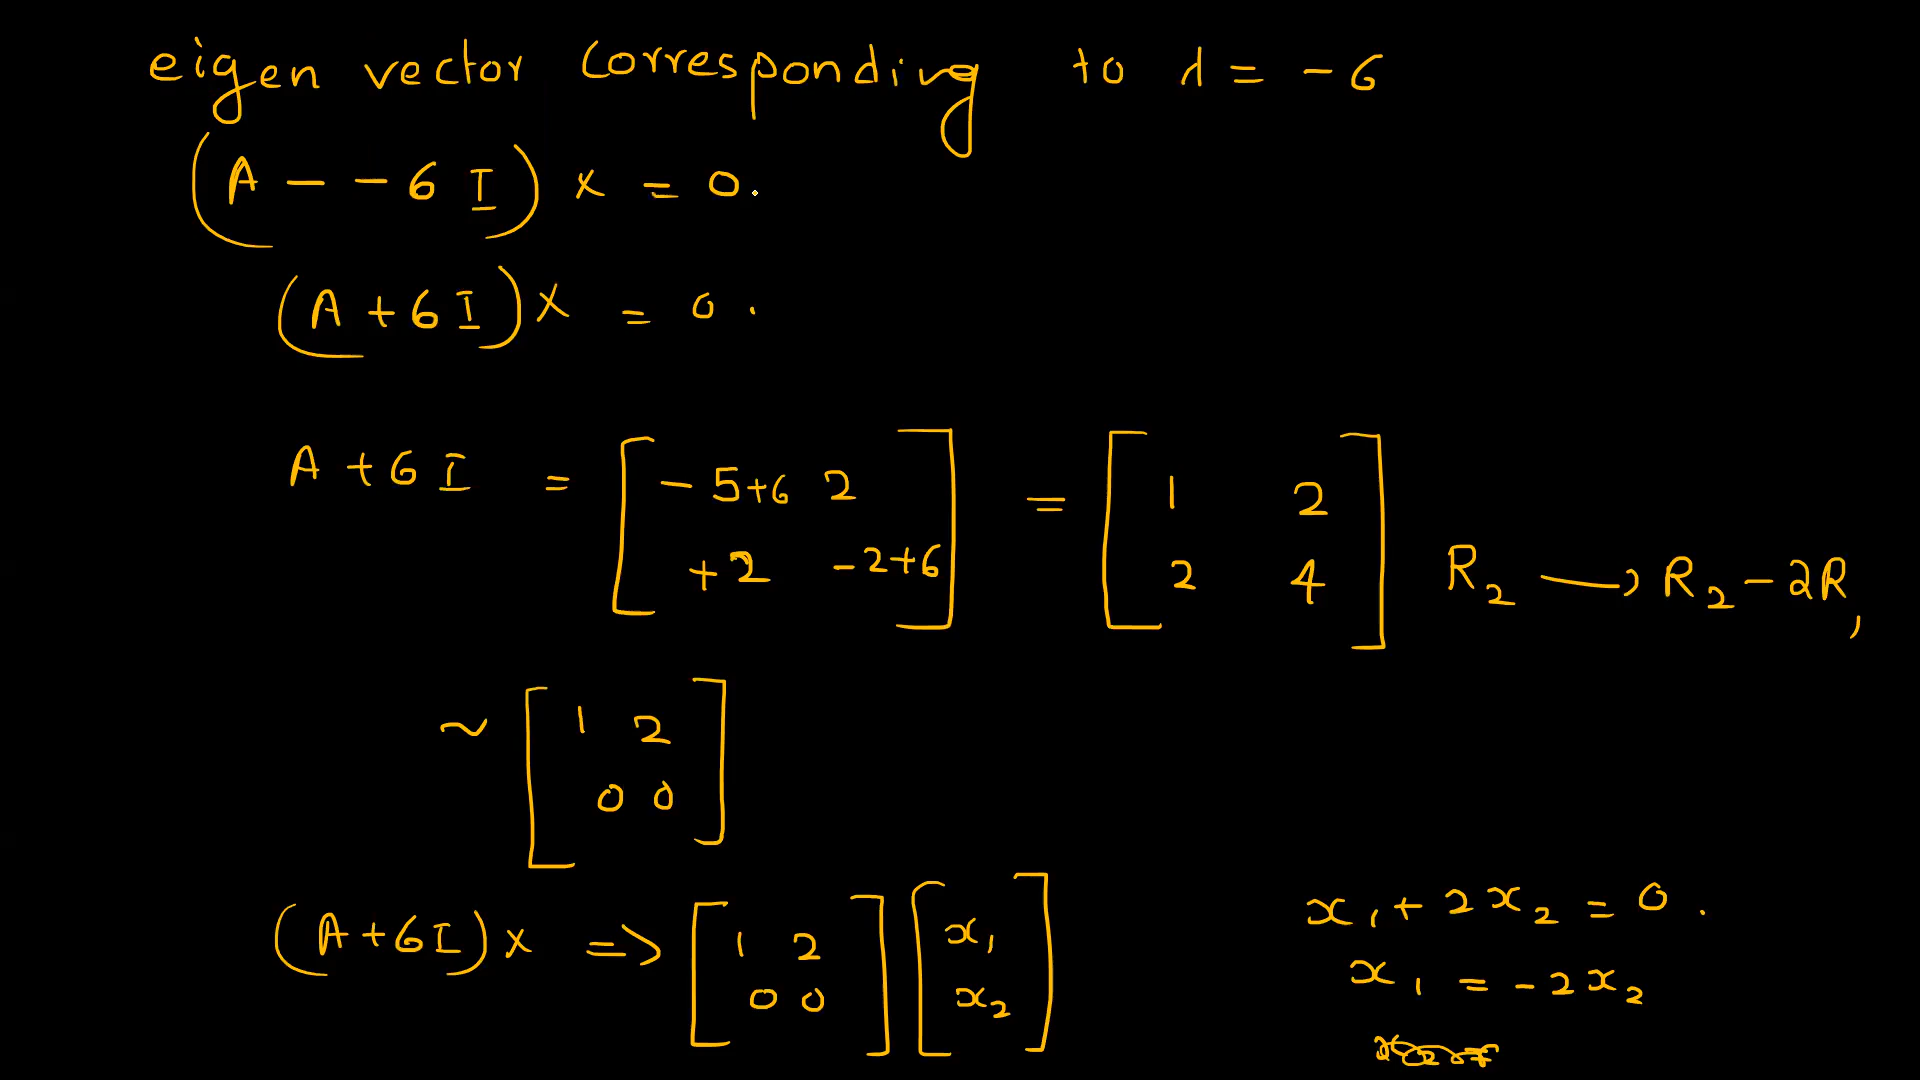 eigen vector corresponding to λ = -6
(A - -6 I) x = 0.
(A + 6 I) X = 0.
A + 6 I = [ -5+6 2 ] = [ 1 2 ]
[ +2 -2+6 ] [ 2 4 ] R₂ → R₂ - 2R₁
~ [ 1 2 ]
[ 0 0 ]
(A + 6 I) x => [ 1 2 ] [ x₁ ] x₁ + 2x₂ = 0.
[ 0 0 ] [ x₂ ] x₁ = -2x₂